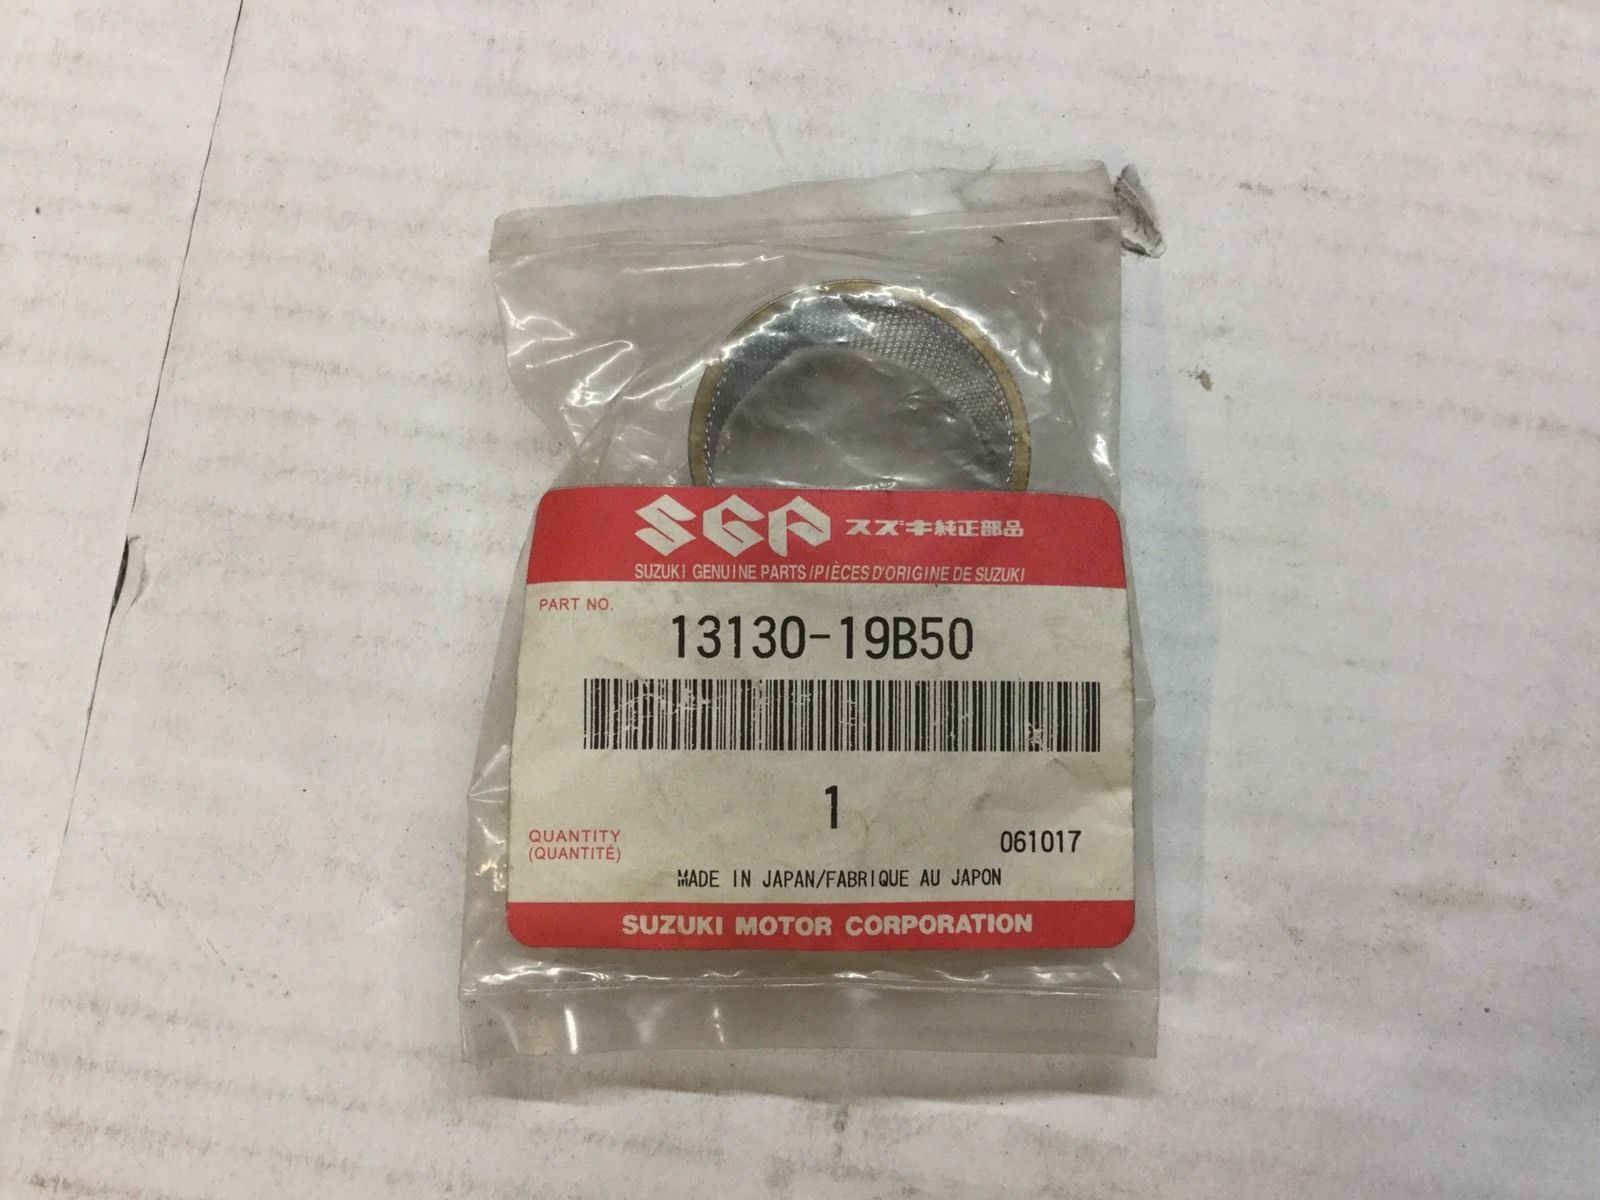 SGP スズキ純正部品
SUZUKI GENUINE PARTS/PIÈCES D'ORIGINE DE SUZUKI
PART NO.
13130-19B50
1
QUANTITY
(QUANTITÉ)
061017
MADE IN JAPAN/FABRIQUE AU JAPON
SUZUKI MOTOR CORPORATION